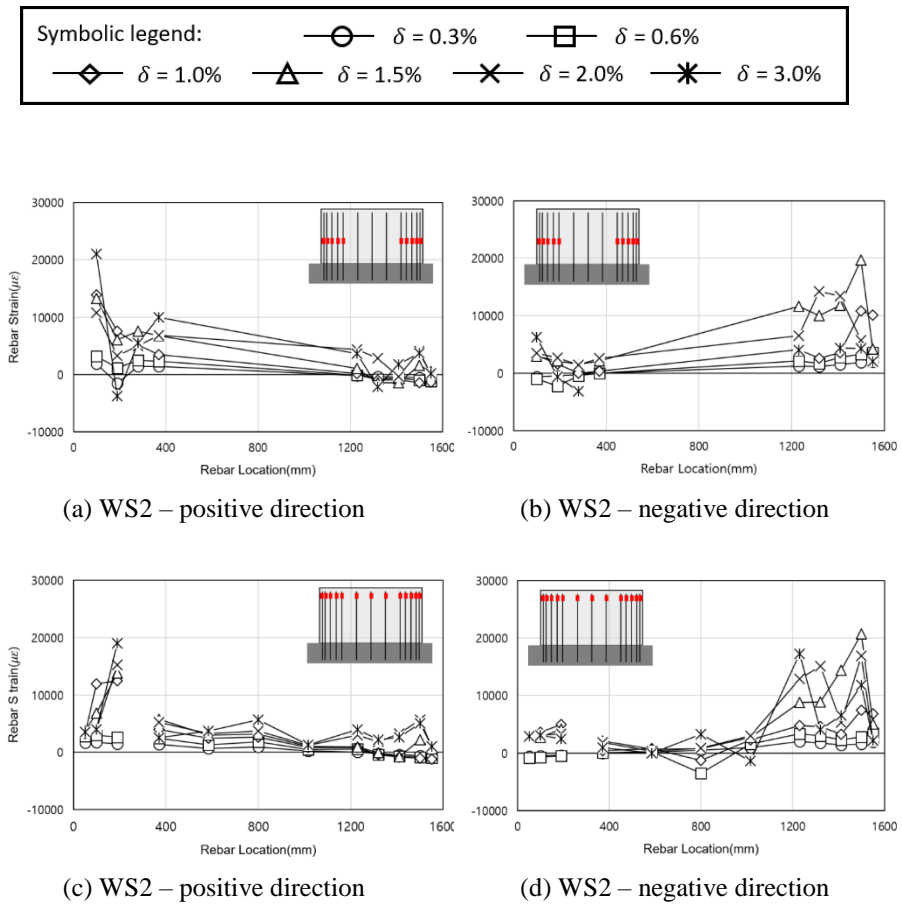 Symbolic legend: δ = 0.3% δ = 0.6%
δ = 1.0% δ = 1.5% δ = 2.0% δ = 3.0%
30000
20000
10000
0
-10000
Rebar Strain(με)
0 400 800 1200 1600
Rebar Location(mm)
(a) WS2 – positive direction
30000
20000
10000
0
-10000
0 400 800 1200 1600
Rebar Location(mm)
(b) WS2 – negative direction
30000
20000
10000
0
-10000
Rebar S train(με)
0 400 800 1200 1600
Rebar Location(mm)
(c) WS2 – positive direction
30000
20000
10000
0
-10000
0 400 800 1200 1600
Rebar Location(mm)
(d) WS2 – negative direction